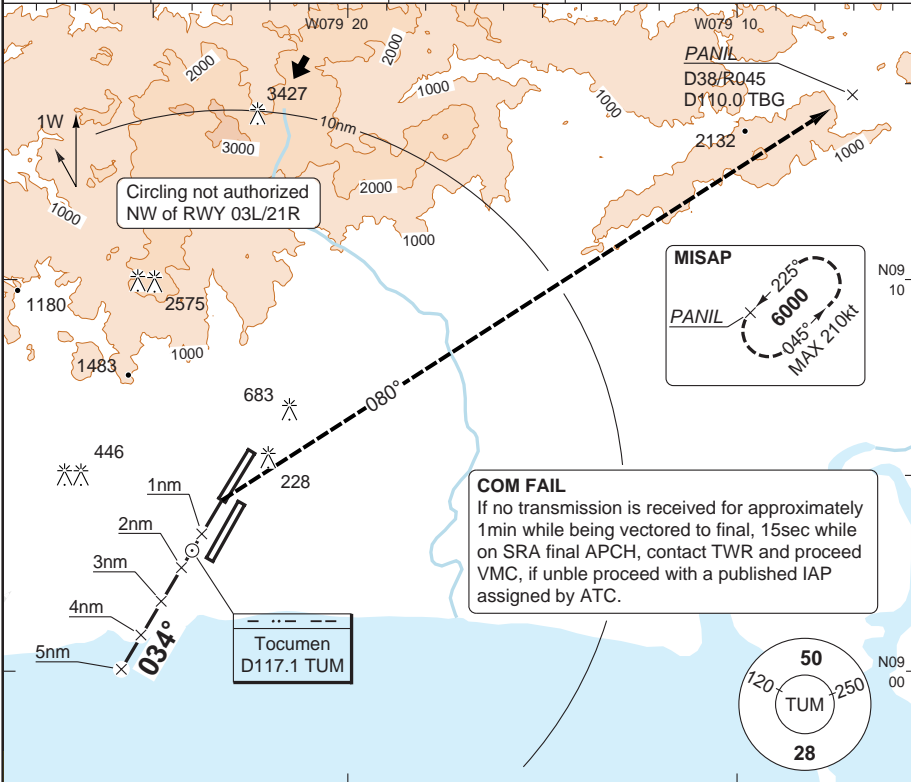 W079 20
W079 10
2000
2000
PANIL
D38/R045
D110.0 TBG
3427
1000
1000
1W
10nm
2132
3000
1000
2000
Circling not authorized
NW of RWY 03L/21R
1000
1000
MISAP
225°
6000
PANIL
045°
MAX 210kt
N09
10
1180
2575
1000
1483
080°
683
446
228
1nm
2nm
3nm
4nm
5nm
034°
COM FAIL
If no transmission is received for approximately
1min while being vectored to final, 15sec while
on SRA final APCH, contact TWR and proceed
VMC, if unble proceed with a published IAP
assigned by ATC.
Tocumen
D117.1 TUM
N09
00
50
120
250
TUM
28